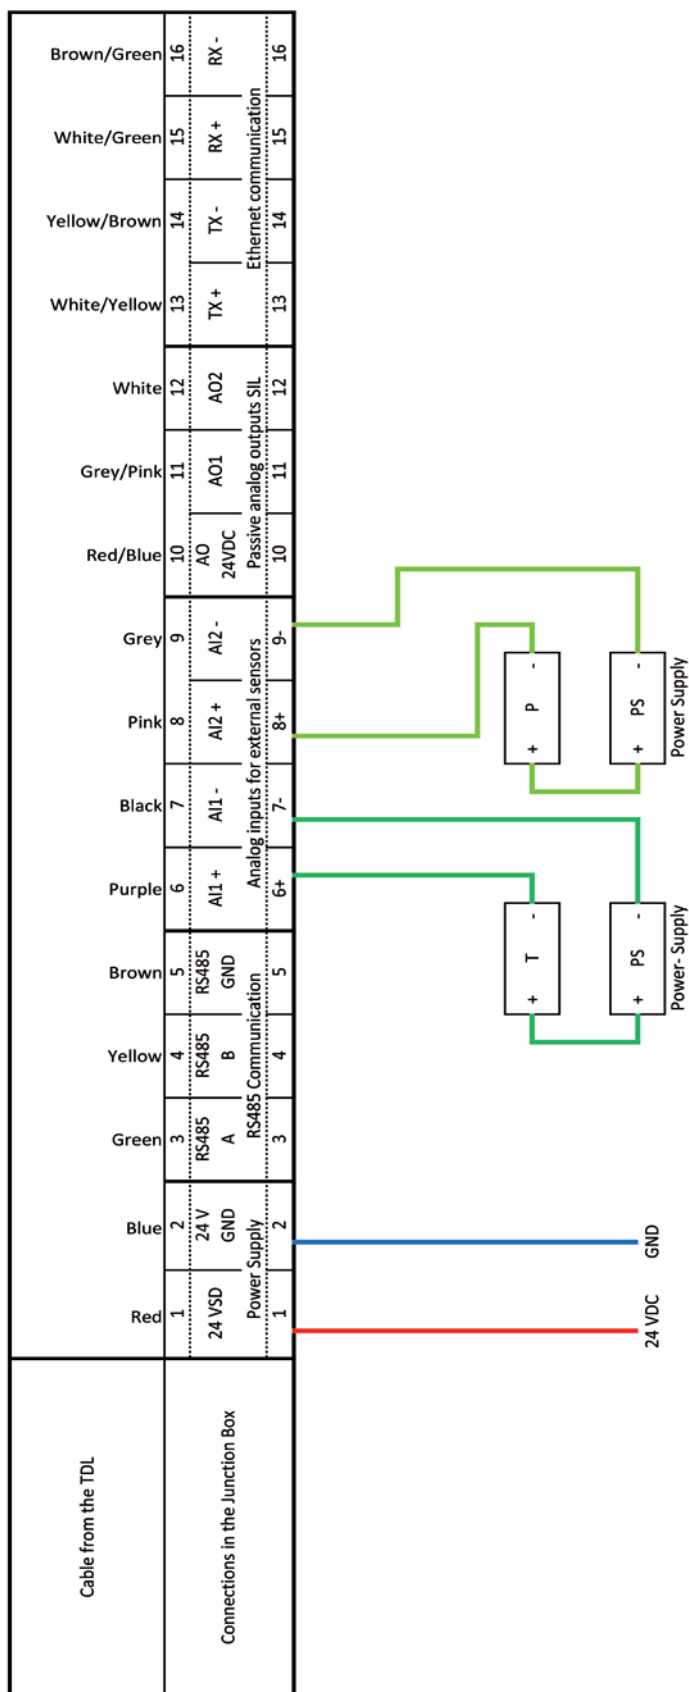 Brown/Green
16
RX -
16
White/Green
15
RX +
15
Yellow/Brown
14
TX -
14
White/Yellow
13
TX +
13
Ethernet communication
White
12
AO2
12
Grey/Pink
11
AO1
11
Red/Blue
10
AO
24VDC
10
Passive analog outputs SIL
Grey
9
AI2 -
9-
Pink
8
AI2 +
8+
Black
7
AI1 -
7-
Purple
6
AI1 +
6+
Analog inputs for external sensors
Brown
5
RS485
GND
5
Yellow
4
RS485
B
4
Green
3
RS485
A
3
RS485 Communication
Blue
2
24 V
GND
2
Red
1
24 VSD
1
Power Supply
Cable from the TDL
Connections in the Junction Box
+ P -
+ PS -
Power Supply
+ T -
+ PS -
Power- Supply
GND
24 VDC